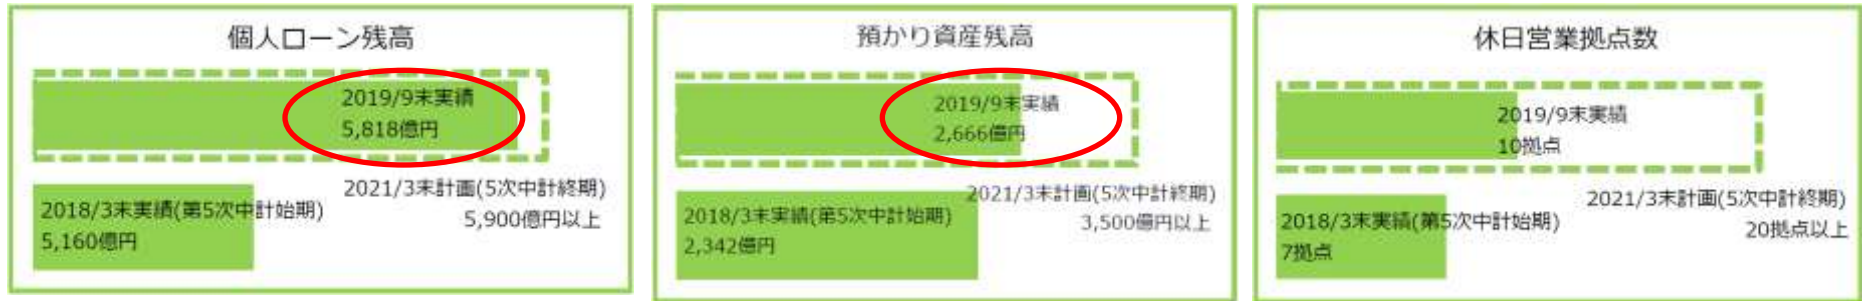 個人ローン残高
2019/9末実績
5,818億円
2021/3末計画(5次中計終期)
5,900億円以上
2018/3末実績(第5次中計始期)
5,160億円
預かり資産残高
2019/9末実績
2,666億円
2021/3末計画(5次中計終期)
3,500億円以上
2018/3末実績(第5次中計始期)
2,342億円
休日営業拠点数
2019/9末実績
10拠点
2021/3末計画(5次中計終期)
20拠点以上
2018/3末実績(第5次中計始期)
7拠点